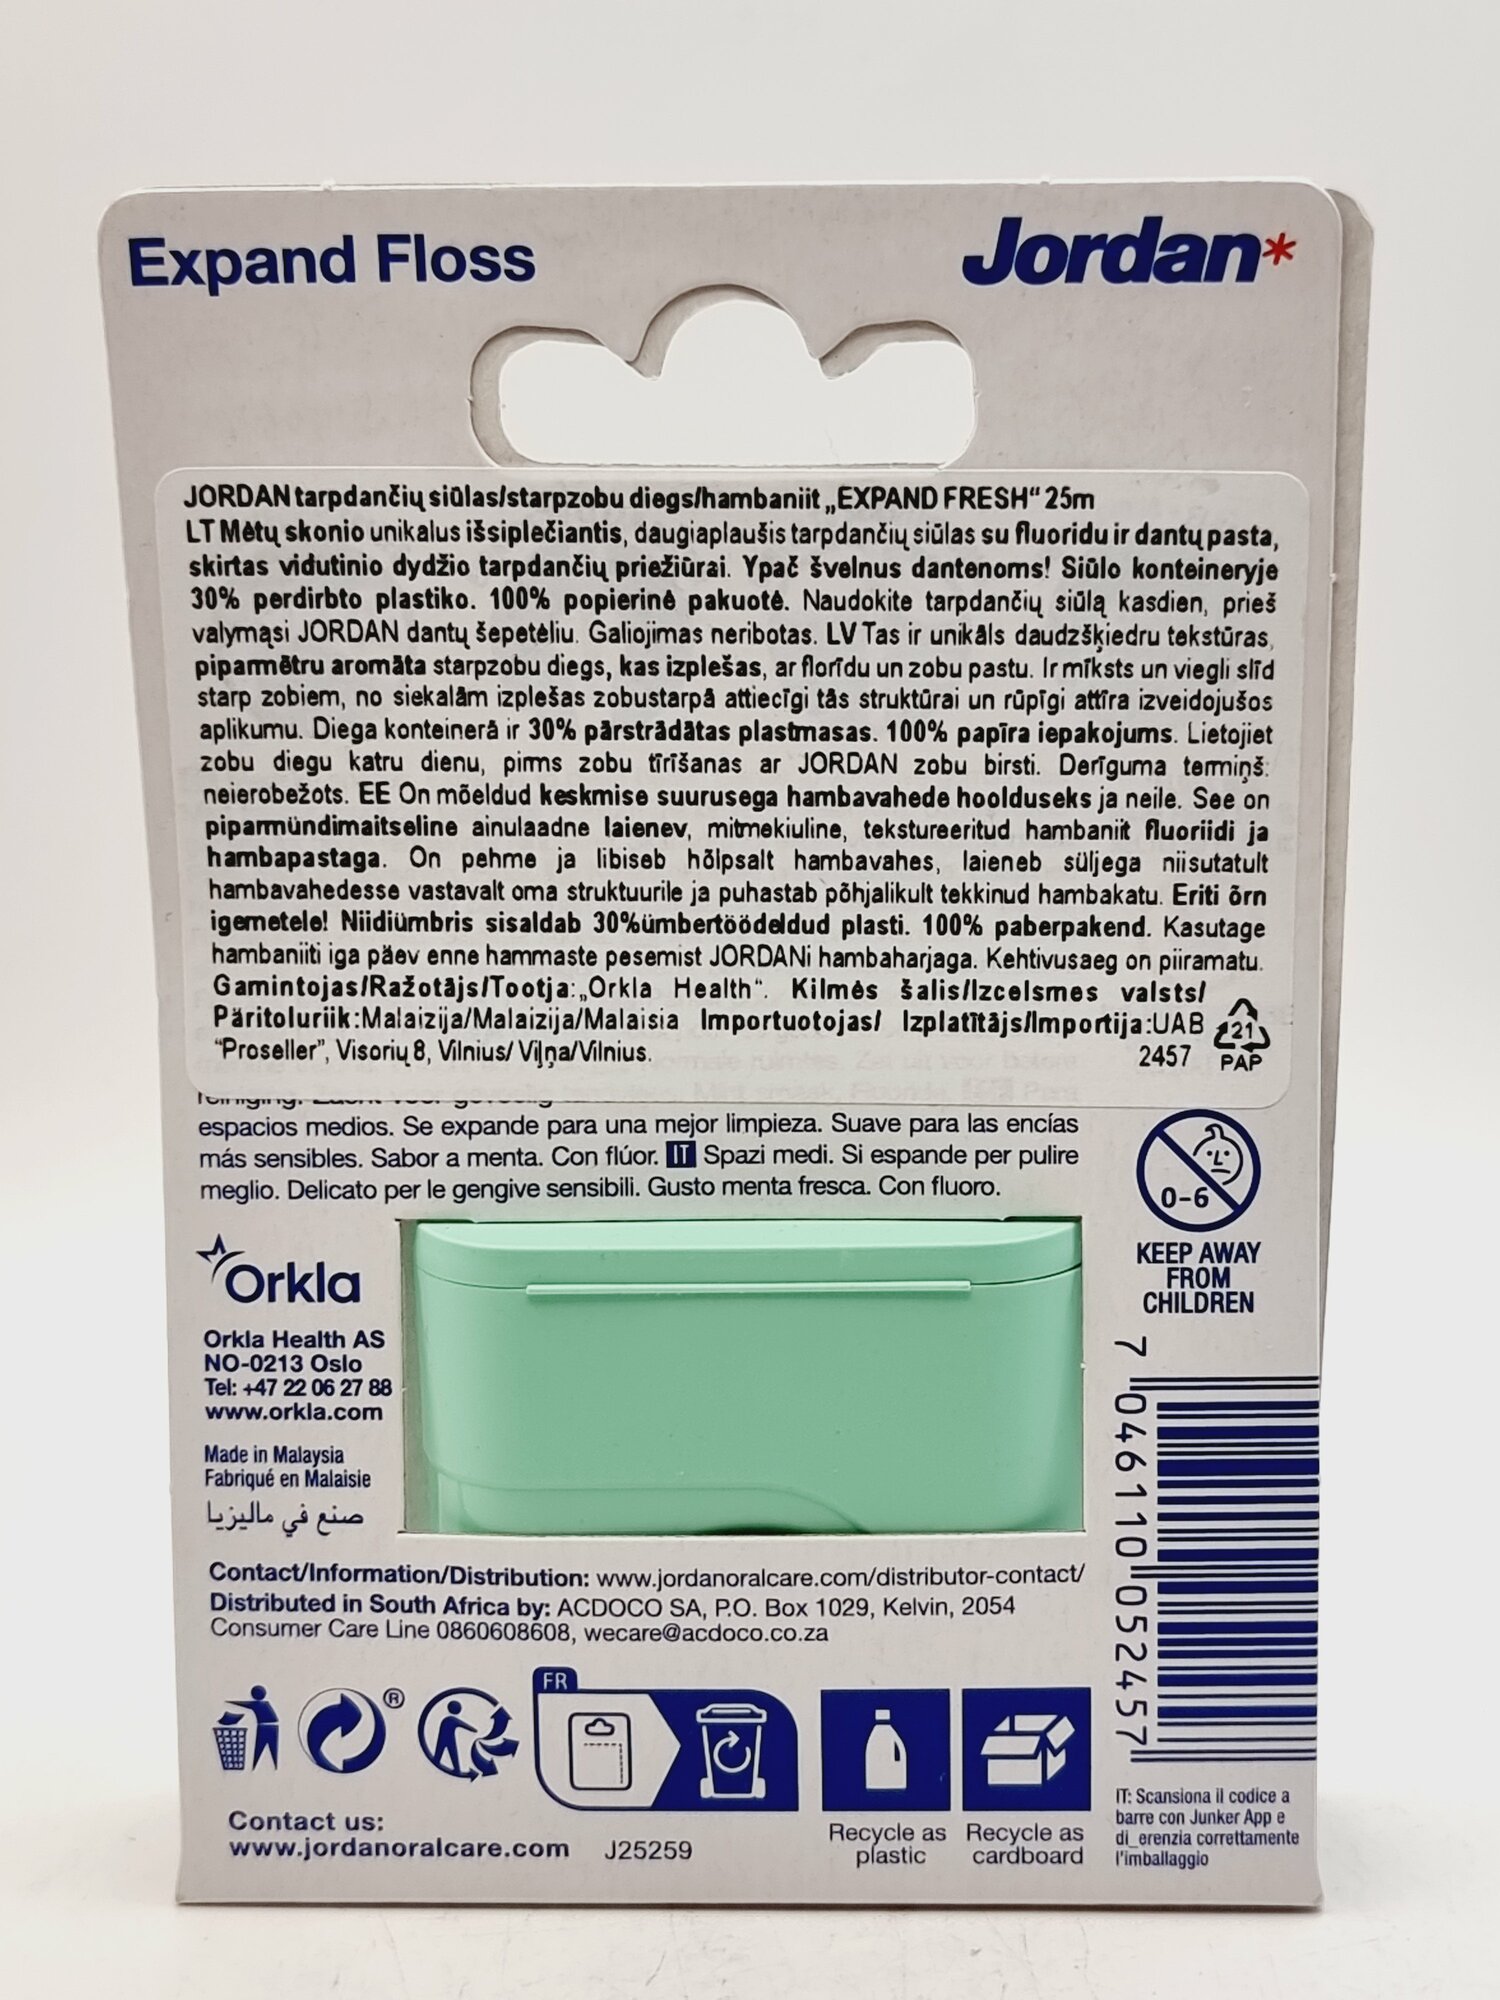 Expand Floss
Jordan*
JORDAN tarpdančių siūlas/starpzobu diegs/hambaniit „EXPAND FRESH“ 25m
LT Mėtų skonio unikalus išsiplečiantis, daugiaplaušis tarpdančių siūlas su fluoridu ir dantų pasta,
skirtas vidutinio dydžio tarpdančių priežiūrai. Ypač švelnus dantenoms! Siūlo konteineryje
30% perdirbto plastiko. 100% popierinė pakuotė. Naudokite tarpdančių siūlą kasdien, prieš
valymąsi JORDAN dantų šepetėliu. Galiojimas neribotas. LV Tas ir unikāls daudzšķiedru tekstūras,
piparmētru aromāta starpzobu diegs, kas izplešas, ar florīdu un zobu pastu. Ir mīksts un viegli slīd
starp zobiem, no siekalām izplešas zobustarpā attiecīgi tās struktūrai un rūpīgi attīra izveidojušos
aplikumu. Diega konteinerā ir 30% pārstrādātas plastmasas. 100% papīra iepakojums. Lietojiet
zobu diegu katru dienu, pirms zobu tīrīšanas ar JORDAN zobu birsti. Derīguma termiņš:
neierobežots. EE On mõeldud keskmise suurusega hambavahede hoolduseks ja neile. See on
piparmündimaitseline ainulaadne laienev, mitmekiuline, tekstureeritud hambaniit fluoriidi ja
hambapastaga. On pehme ja libiseb hõlpsalt hambavahes, laieneb süljega niisutatult
hambavahedesse vastavalt oma struktuurile ja puhastab põhjalikult tekkinud hambakatu. Eriti õrn
igemetele! Niidiümbris sisaldab 30%ümbertöödeldud plasti. 100% paberpakend. Kasutage
hambaniiti iga päev enne hammaste pesemist JORDANi hambaharjaga. Kehtivusaeg on piiramatu.
Gamintojas/Ražotājs/Tootja:„Orkla Health“. Kilmės šalis/Izcelsmes valsts/
Päritoluriik:Malaizija/Malaizija/Malaisia Importuotojas/ Izplatītājs/Importija:UAB
“Proseller”, Visorių 8, Vilnius/ Viļņa/Vilnius.
2457
21
PAP
espacios medios. Se expande para una mejor limpieza. Suave para las encías
más sensibles. Sabor a menta. Con flúor. IT Spazi medi. Si espande per pulire
meglio. Delicato per le gengive sensibili. Gusto menta fresca. Con fluoro.
0-6
KEEP AWAY
FROM
CHILDREN
Orkla
Orkla Health AS
NO-0213 Oslo
Tel: +47 22 06 27 88
www.orkla.com
Made in Malaysia
Fabriqué en Malaisie
صنع في ماليزيا
7 046110 052457
Contact/Information/Distribution: www.jordanoralcare.com/distributor-contact/
Distributed in South Africa by: ACDOCO SA, P.O. Box 1029, Kelvin, 2054
Consumer Care Line 0860608608, wecare@acdoco.co.za
®
FR
Recycle as
plastic
Recycle as
cardboard
IT: Scansiona il codice a
barre con Junker App e
di_erenzia correttamente
l'imballaggio
Contact us:
www.jordanoralcare.com
J25259